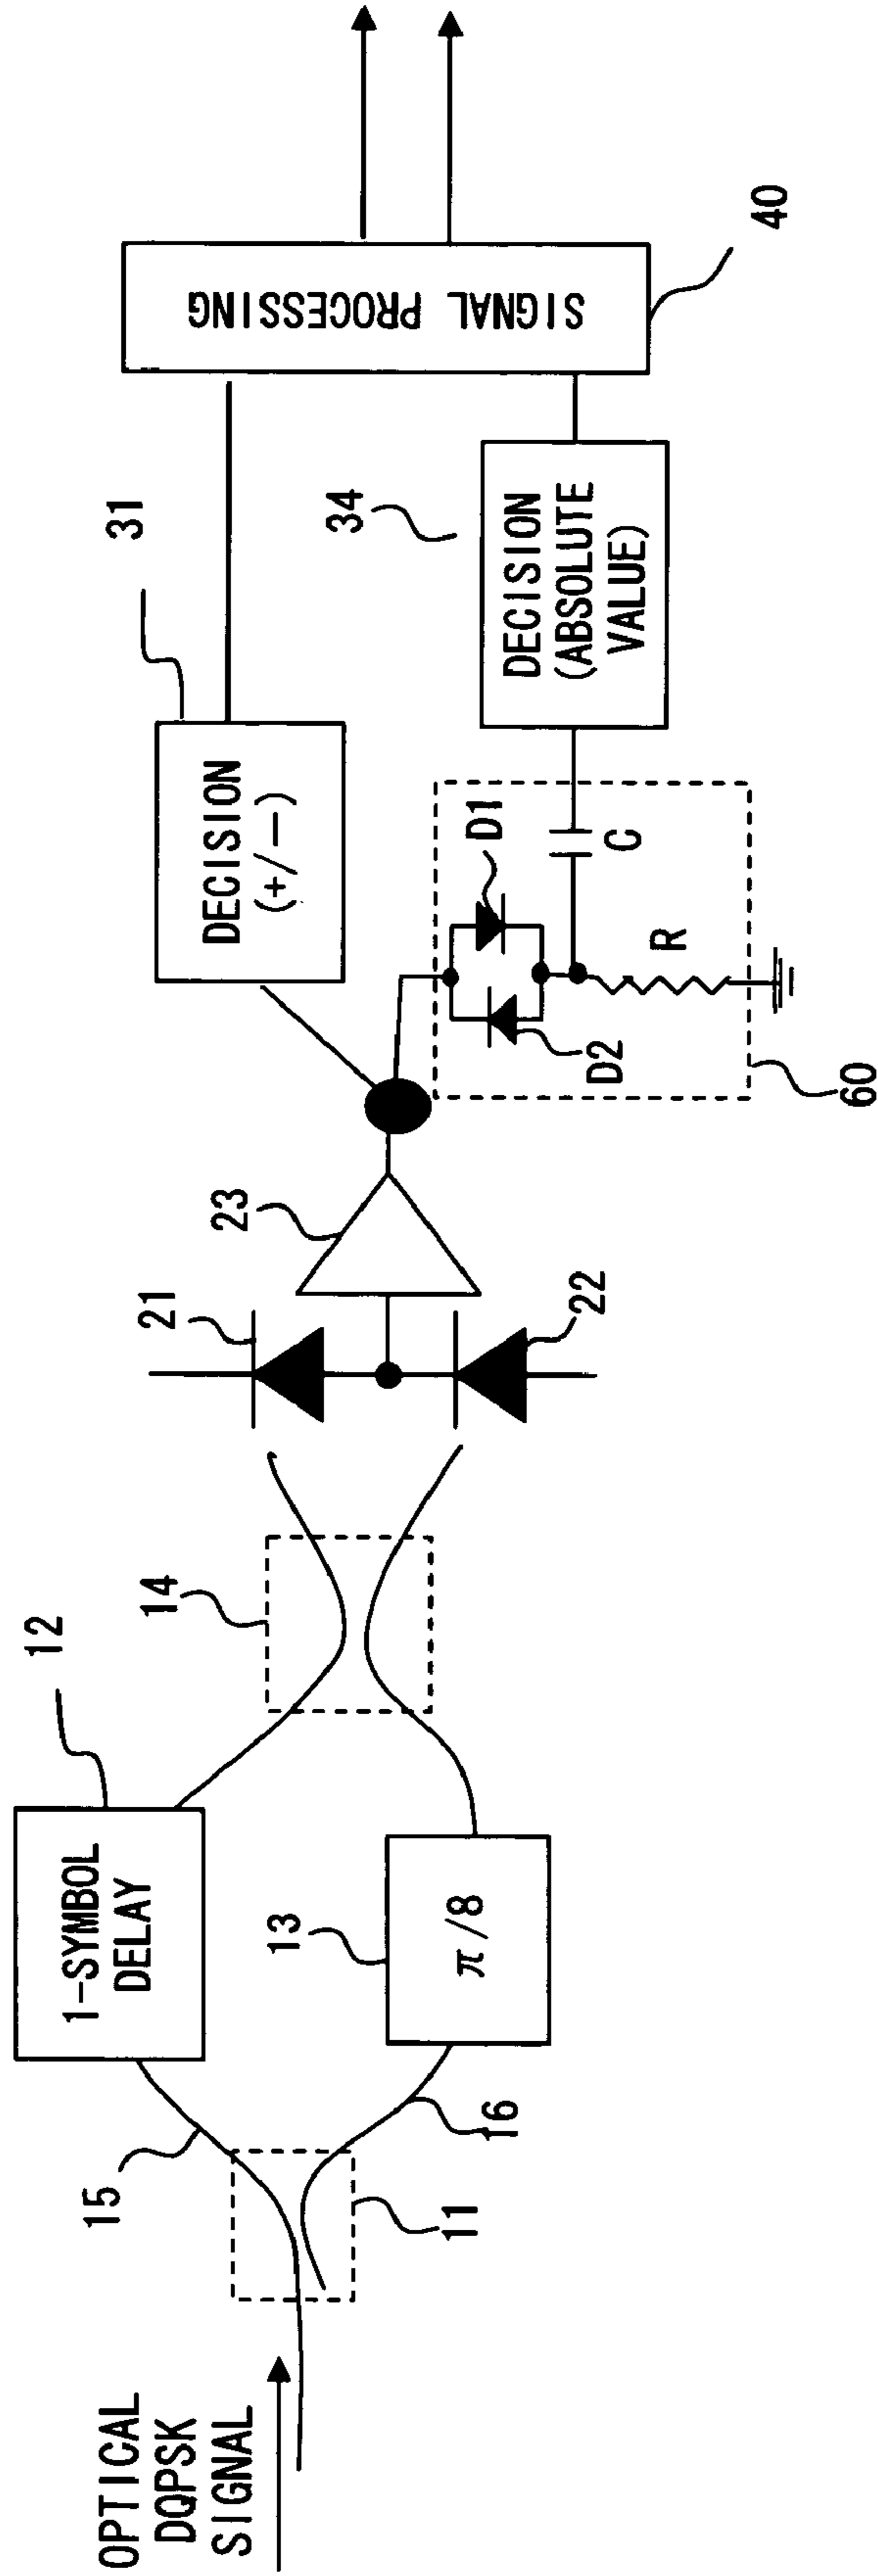 OPTICAL
DQPSK
SIGNAL
11
15
16
1-SYMBOL
DELAY
12
13
π/8
14
21
22
23
DECISION
(+/−)
31
D1
D2
R
C
60
DECISION
(ABSOLUTE
VALUE)
34
SIGNAL PROCESSING
40